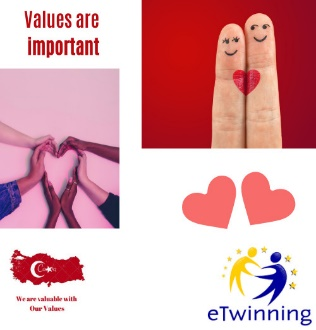 Values are
important
We are valuable with
Our Values
eTwinning